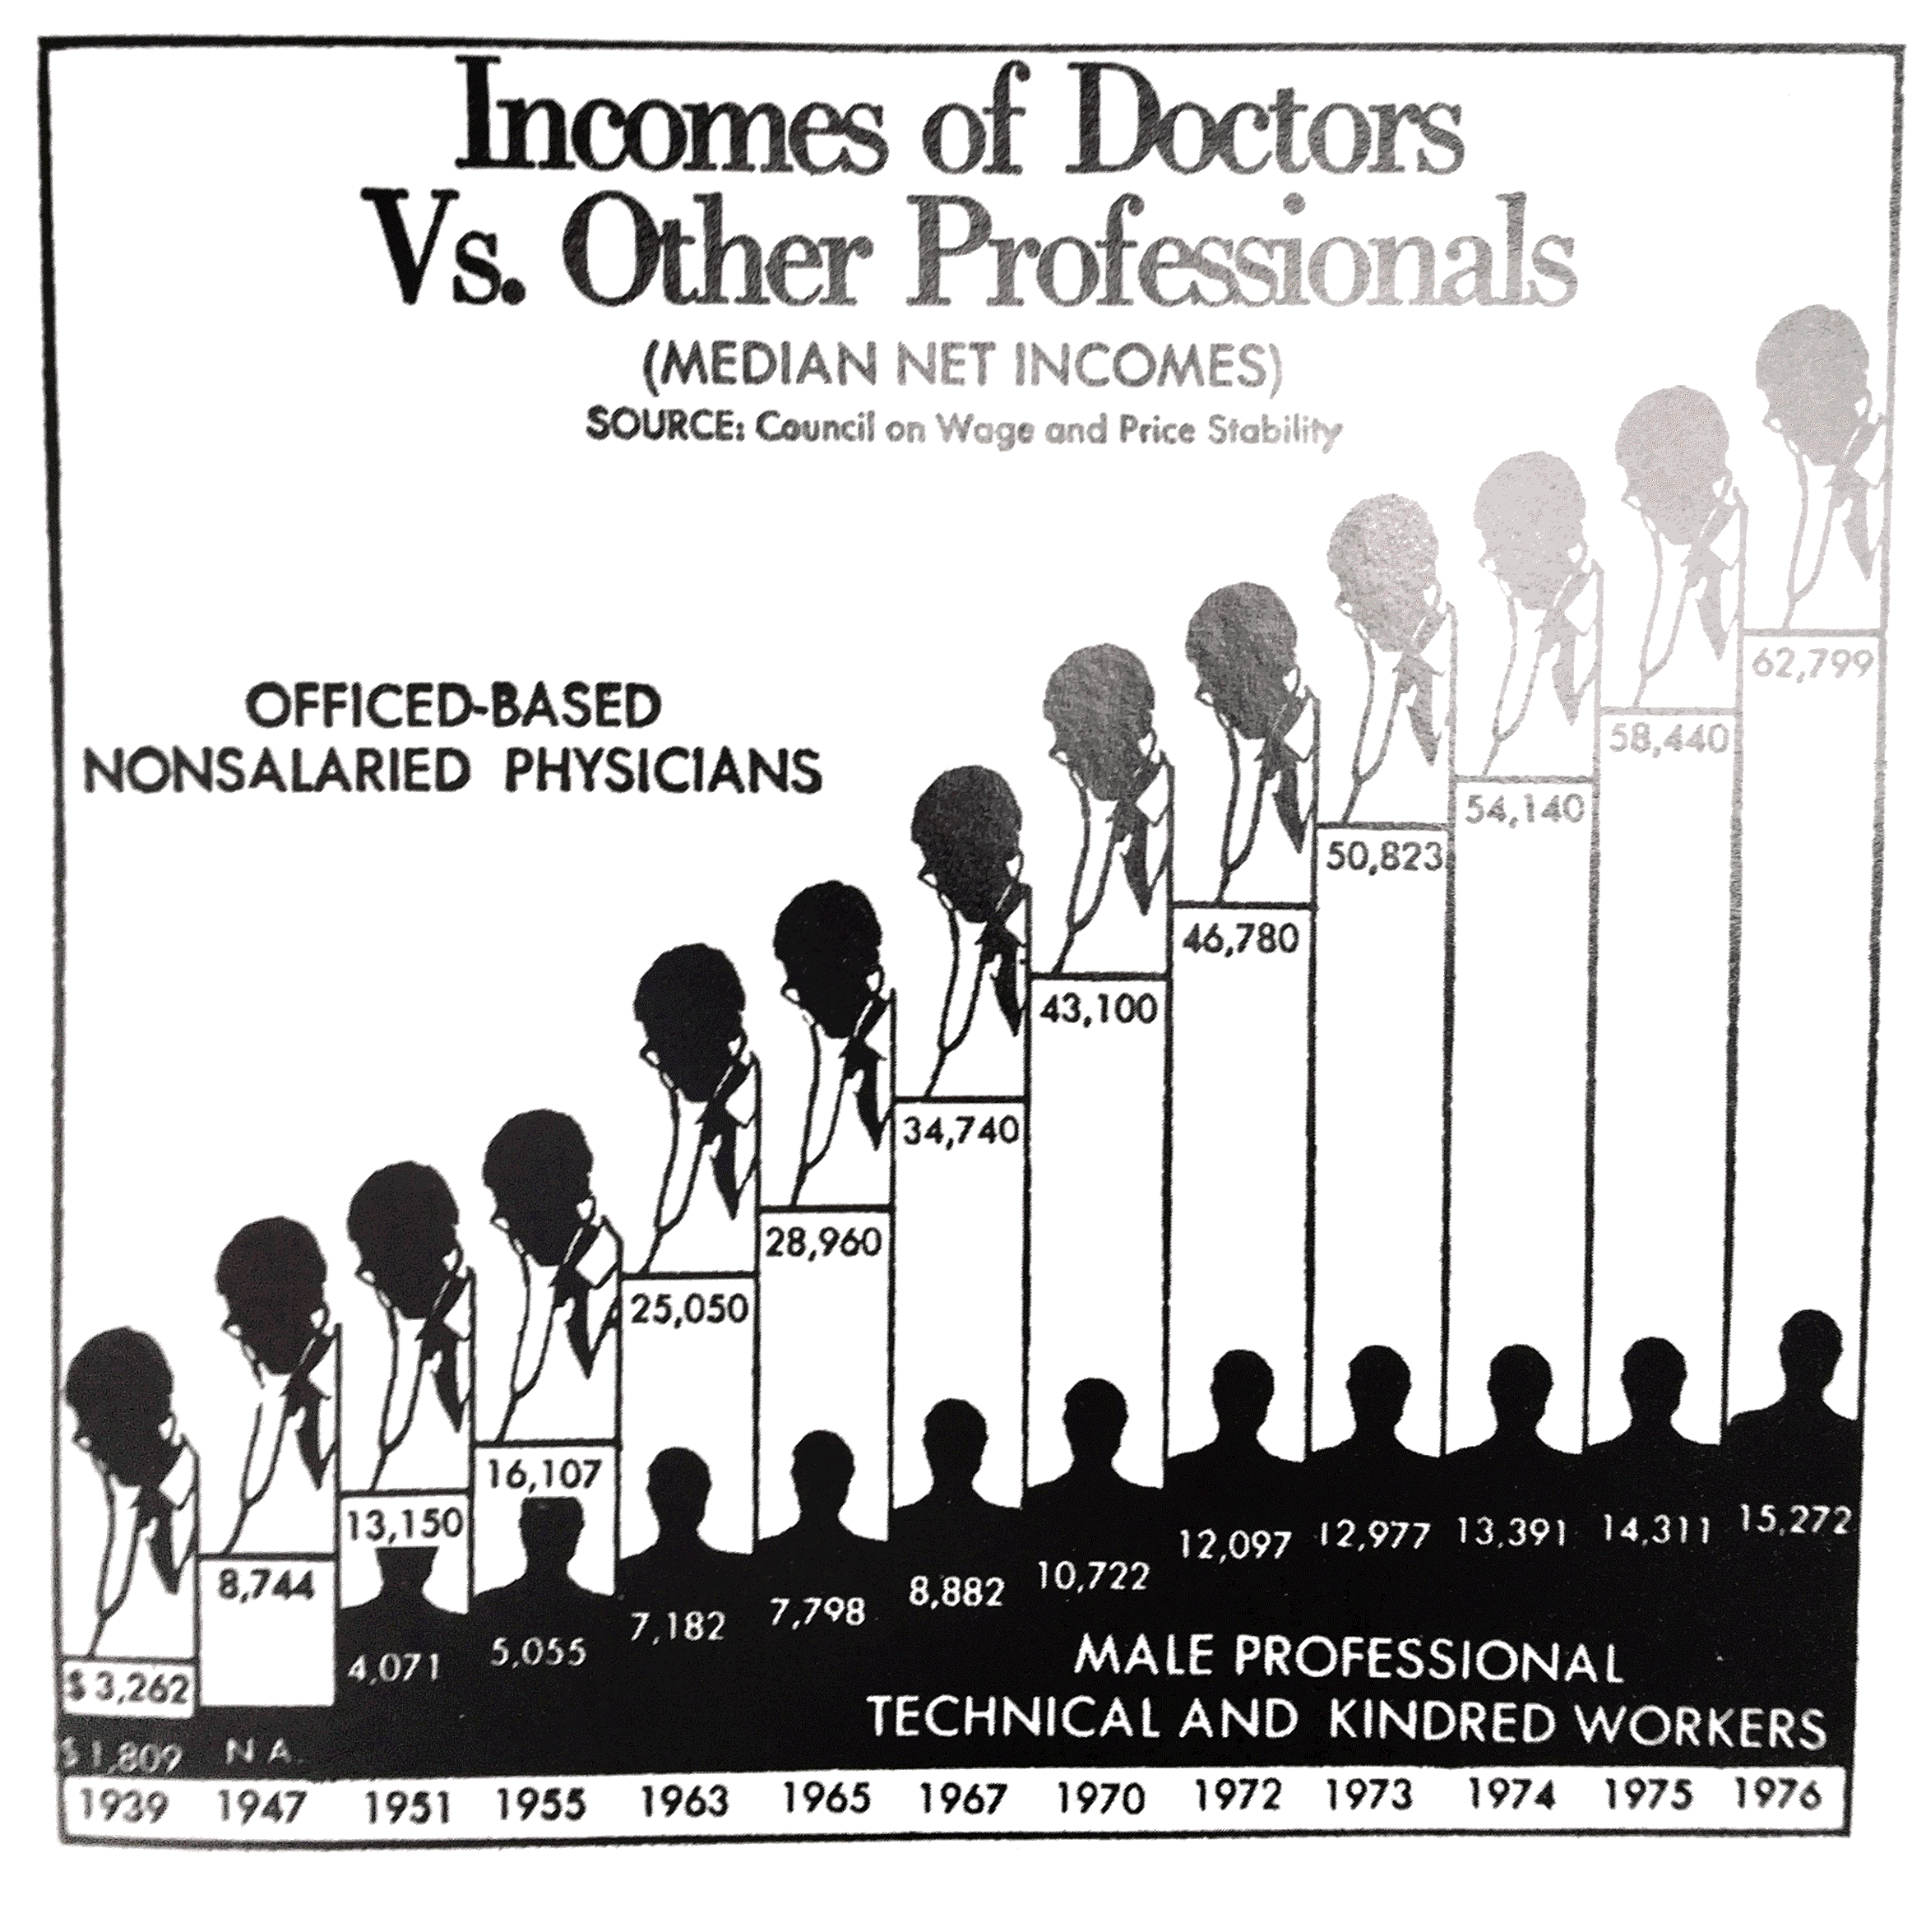 Incomes of Doctors
Vs. Other Professionals
(MEDIAN NET INCOMES)
SOURCE: Council on Wage and Price Stability
OFFICED-BASED
NONSALARIED PHYSICIANS
62,799
58,440
54,140
50,823
46,780
43,100
34,740
28,960
25,050
16,107
13,150
8,744
$3,262
$1,809
N A.
4,071
5,055
7,182
7,798
8,882
10,722
12,097
12,977
13,391
14,311
15,272
MALE PROFESSIONAL
TECHNICAL AND KINDRED WORKERS
1939 1947 1951 1955 1963 1965 1967 1970 1972 1973 1974 1975 1976